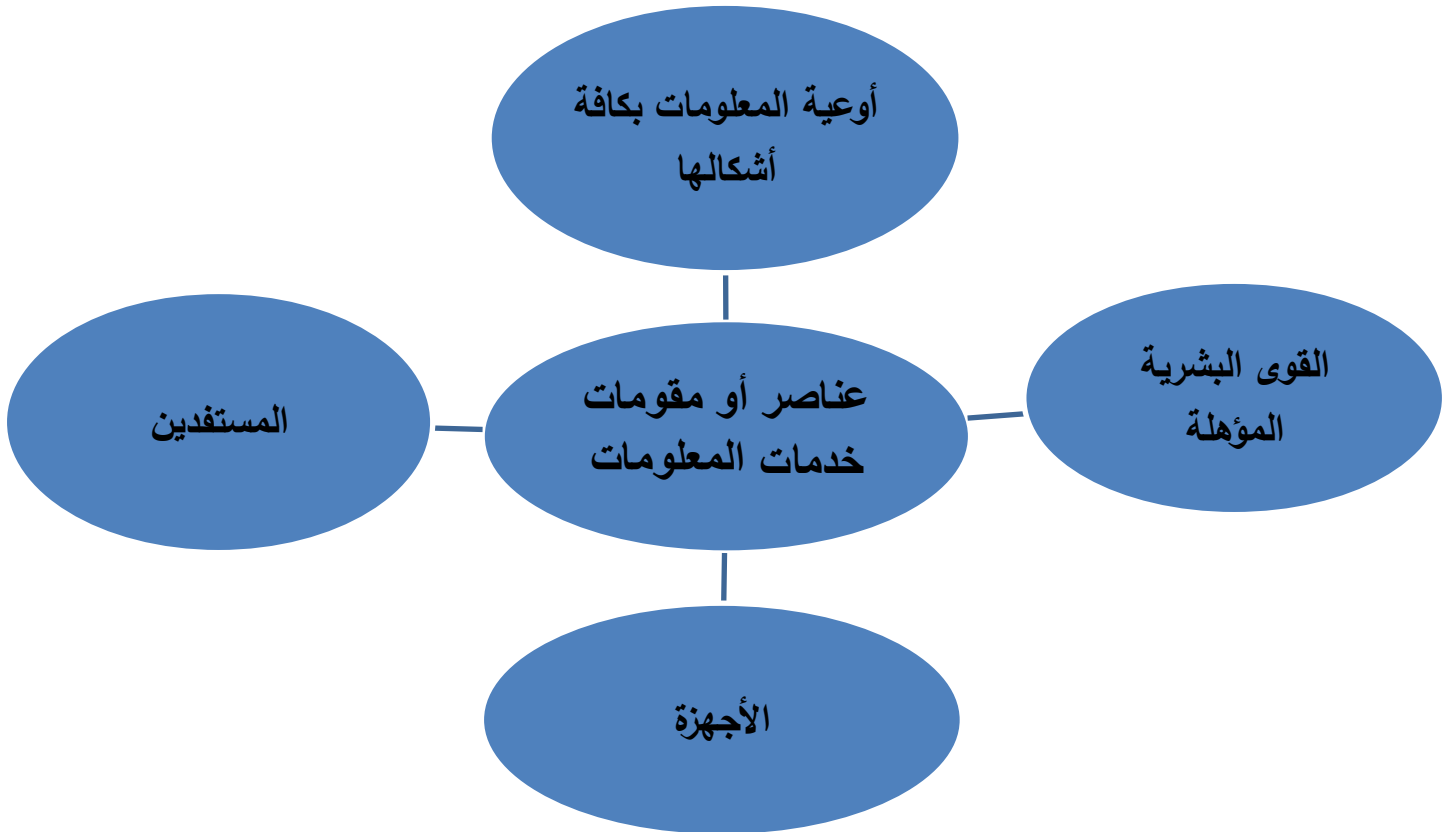 أوعية المعلومات بكافة
أشكالها
القوى البشرية
المؤهلة
عناصر أو مقومات
خدمات المعلومات
المستفدين
الأجهزة